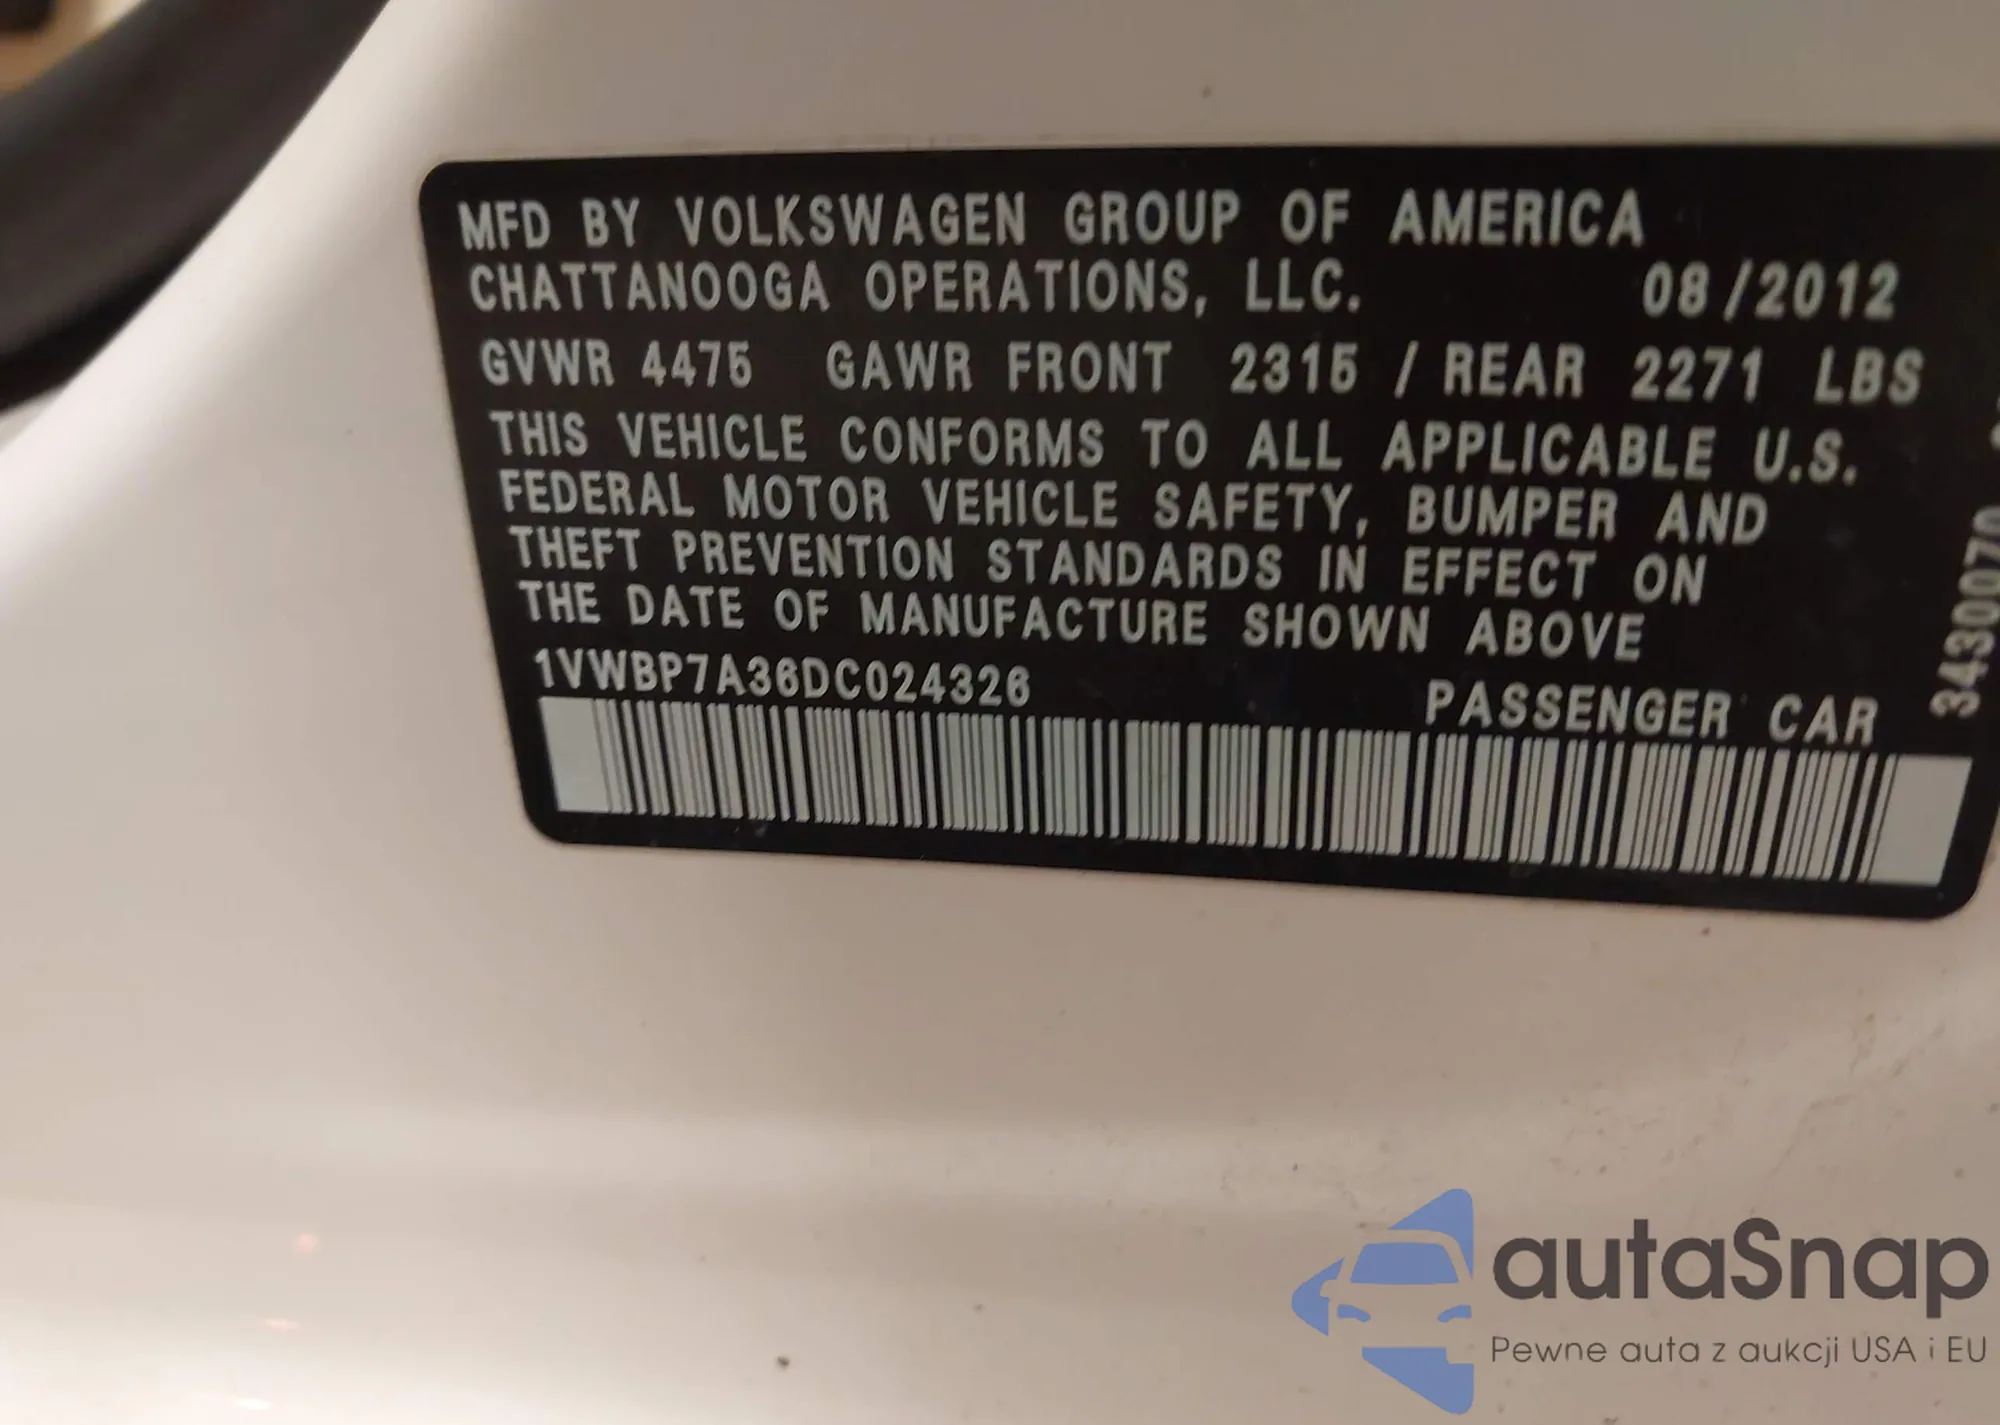 MFD BY VOLKSWAGEN GROUP OF AMERICA
CHATTANOOGA OPERATIONS, LLC. 08/2012
GVWR 4475 GAWR FRONT 2315 / REAR 2271 LBS
THIS VEHICLE CONFORMS TO ALL APPLICABLE U.S.
FEDERAL MOTOR VEHICLE SAFETY, BUMPER AND
THEFT PREVENTION STANDARDS IN EFFECT ON
THE DATE OF MANUFACTURE SHOWN ABOVE
1VWBP7A36DC024326 PASSENGER CAR
3430070
autaSnap
Pewne auta z aukcji USA i EU